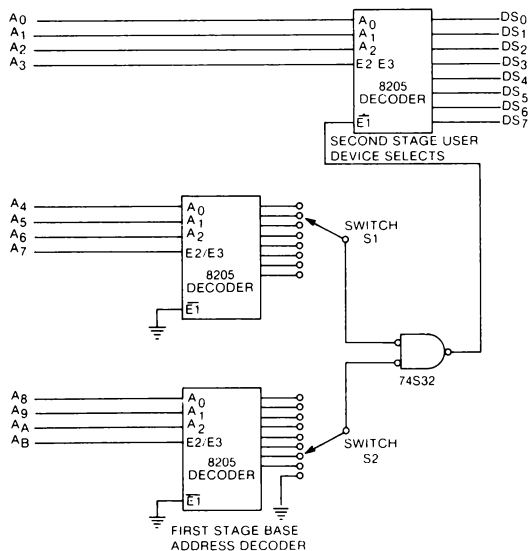 A0 A0 DS0
A1 A1 DS1
A2 A2 DS2
A3 E2 E3 DS3
8205 DS4
DECODER DS5
DS6
E1 DS7
SECOND STAGE USER
DEVICE SELECTS
A4 A0
A5 A1
A6 A2
A7 E2/E3
8205
DECODER
E1
SWITCH
S1
74S32
A8 A0
A9 A1
AA A2
AB E2/E3
8205
DECODER
E1
SWITCH
S2
FIRST STAGE BASE
ADDRESS DECODER